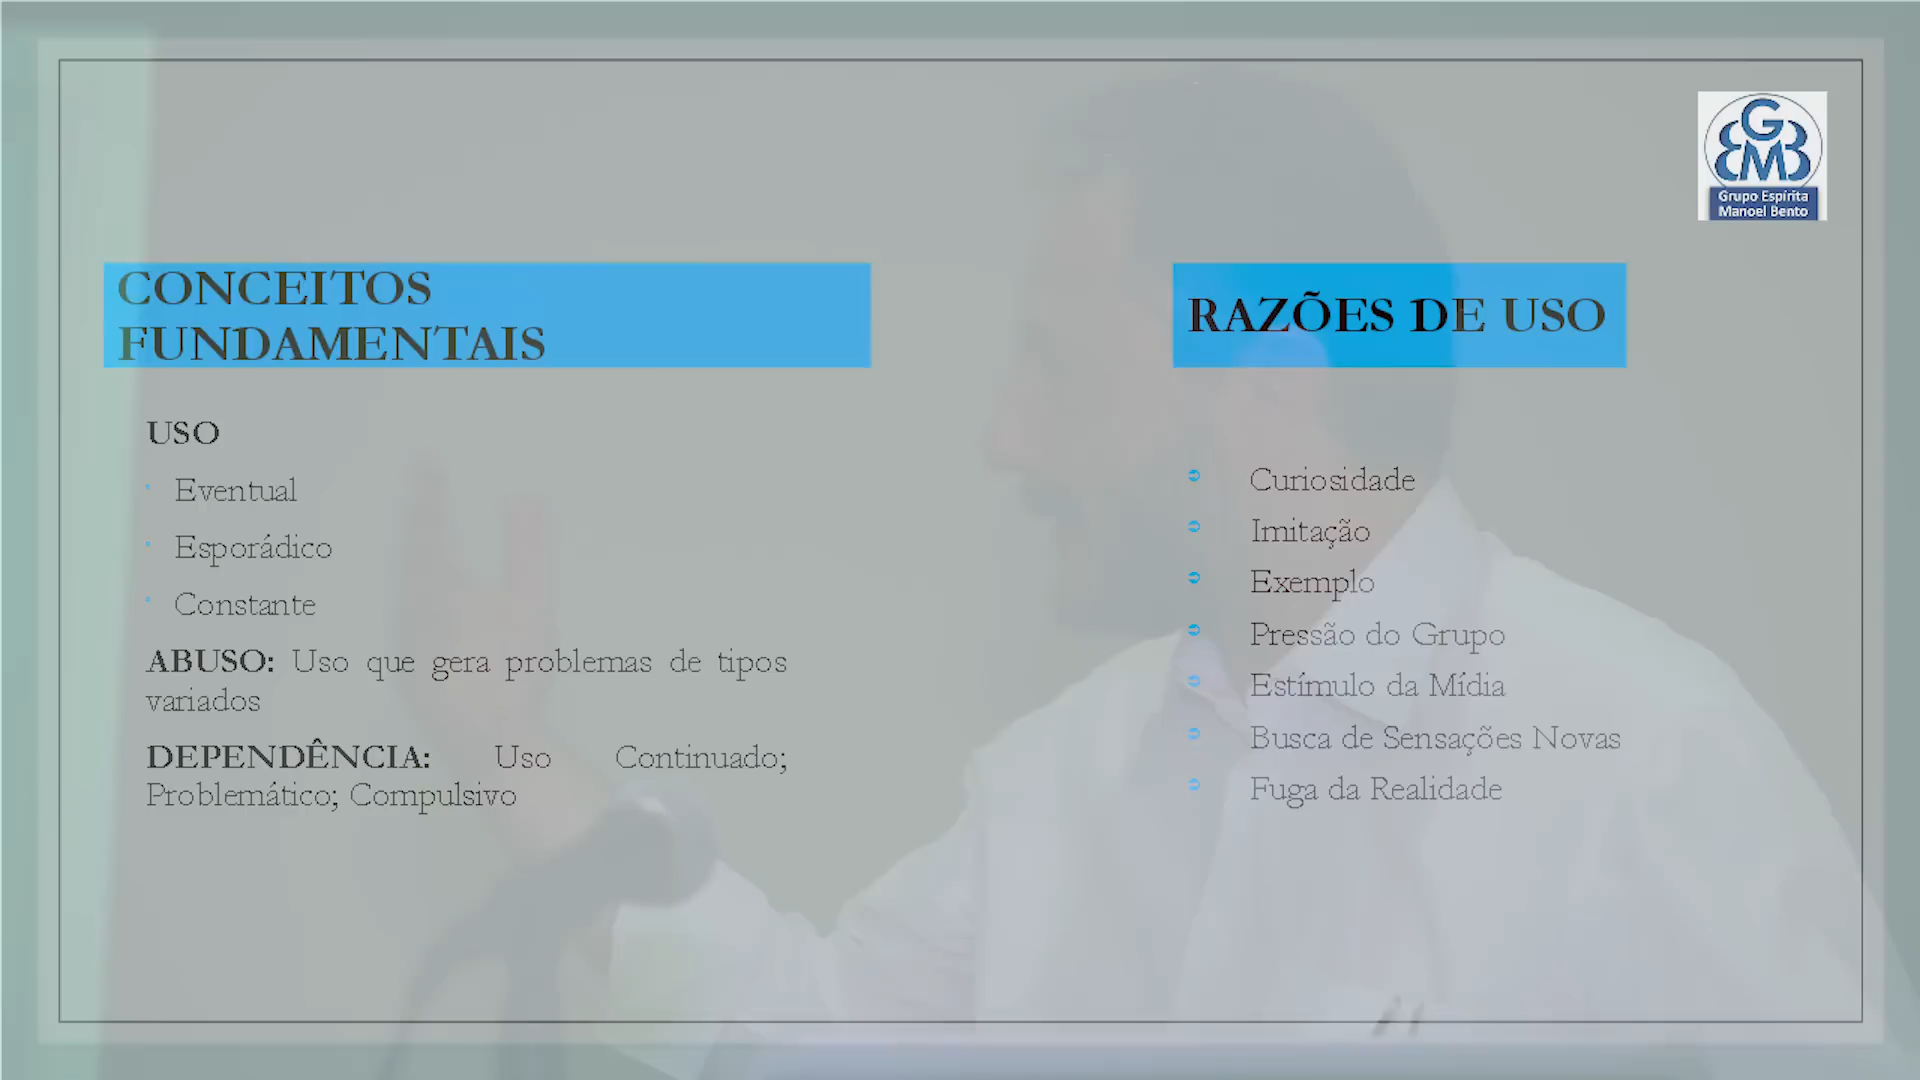 GEMB
Grupo Espírita
Manoel Bento
CONCEITOS
FUNDAMENTAIS
USO
Eventual
Esporádico
Constante
ABUSO: Uso que gera problemas de tipos
variados
DEPENDÊNCIA: Uso Continuado;
Problemático; Compulsivo
RAZÕES DE USO
Curiosidade
Imitação
Exemplo
Pressão do Grupo
Estímulo da Mídia
Busca de Sensações Novas
Fuga da Realidade